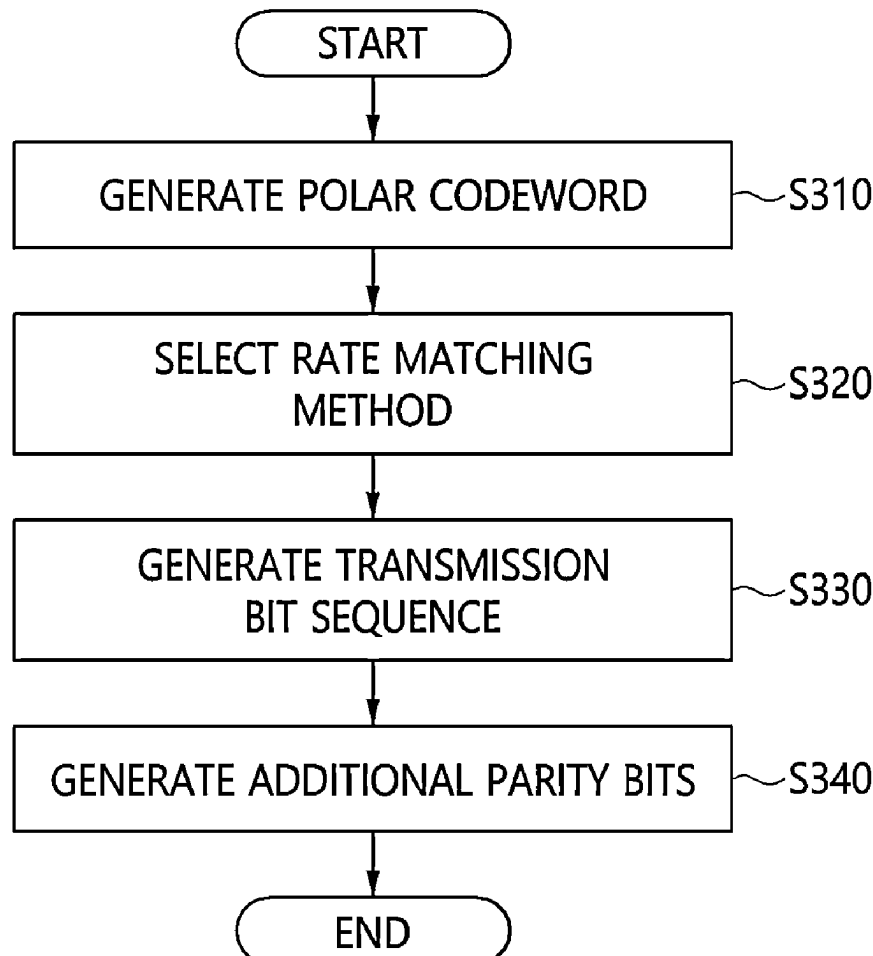 START
GENERATE POLAR CODEWORD
S310
SELECT RATE MATCHING
METHOD
S320
GENERATE TRANSMISSION
BIT SEQUENCE
S330
GENERATE ADDITIONAL PARITY BITS
S340
END